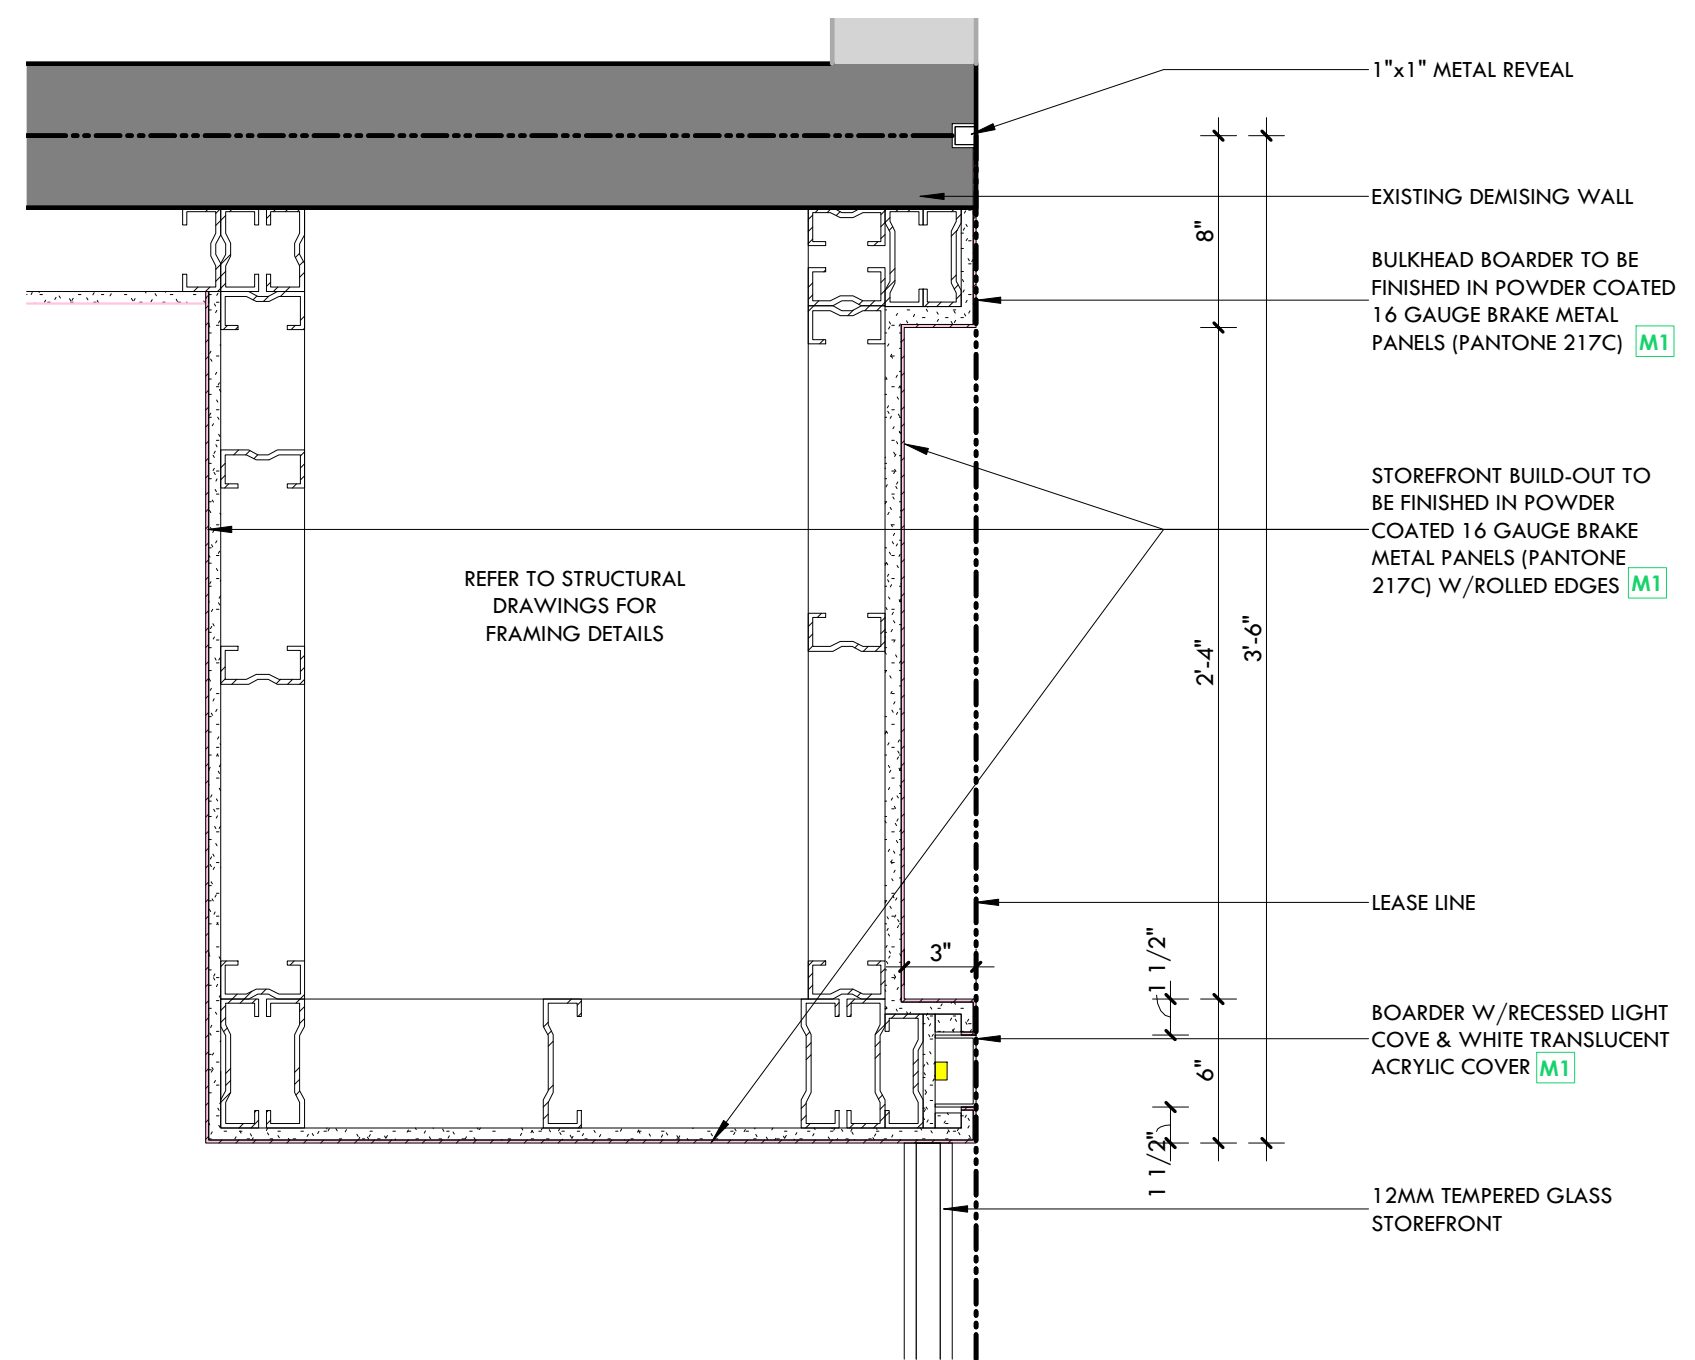 1"x1" METAL REVEAL
EXISTING DEMISING WALL
8"
BULKHEAD BOARDER TO BE
FINISHED IN POWDER COATED
16 GAUGE BRAKE METAL
PANELS (PANTONE 217C) M1
STOREFRONT BUILD-OUT TO
BE FINISHED IN POWDER
COATED 16 GAUGE BRAKE
METAL PANELS (PANTONE
217C) W/ROLLED EDGES M1
REFER TO STRUCTURAL
DRAWINGS FOR
FRAMING DETAILS
2'-4"
3'-6"
LEASE LINE
3"
1 1/2"
BOARDER W/RECESSED LIGHT
COVE & WHITE TRANSLUCENT
ACRYLIC COVER M1
6"
1 1/2"
12MM TEMPERED GLASS
STOREFRONT